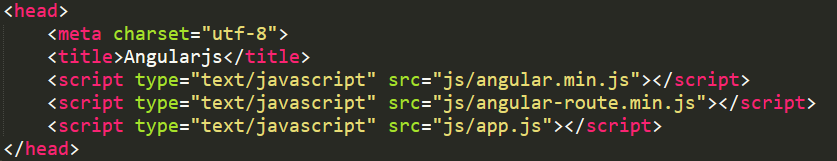 <head>
    <meta charset="utf-8">
    <title>Angularjs</title>
    <script type="text/javascript" src="js/angular.min.js"></script>
    <script type="text/javascript" src="js/angular-route.min.js"></script>
    <script type="text/javascript" src="js/app.js"></script>
</head>